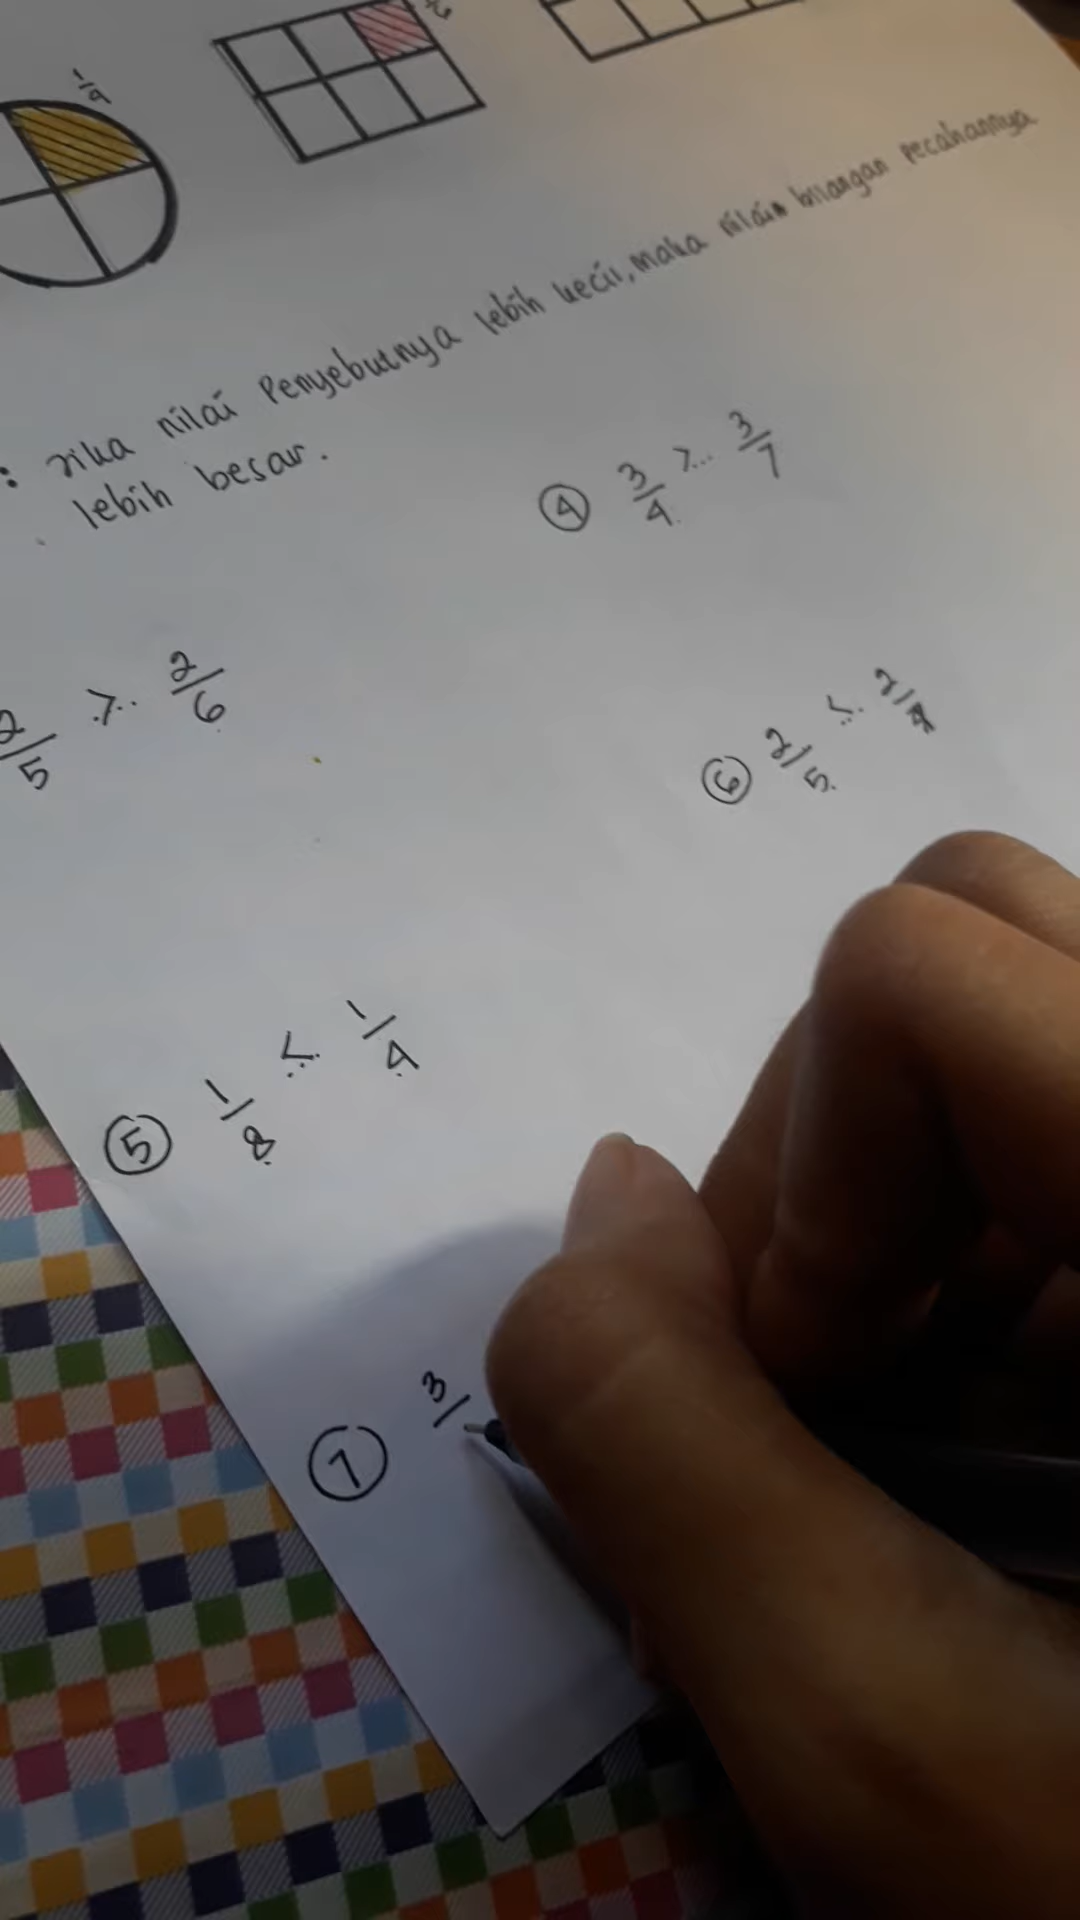 1/4
: Jika nilai Penyebutnya lebih kecil, maka nilai bilangan pecahannya
lebih besar.
④ 3/4 >... 3/7
2/5 >... 2/6
⑥ 2/5 <... 2/4
⑤ 1/8 <... 1/4
⑦ 3/